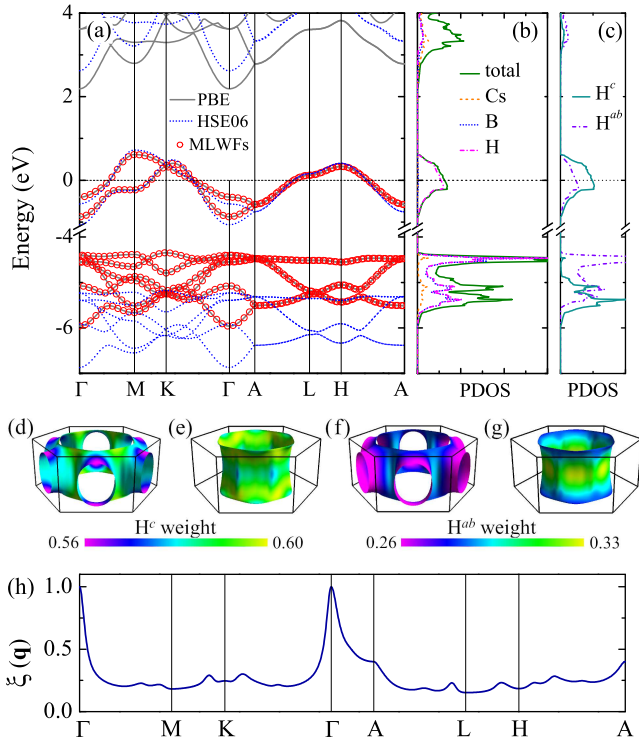 (a)
(b)
(c)
4
2
0
-4
-6
Energy (eV)
PBE
HSE06
MLWFs
total
Cs
B
H
H^c
H^ab
Γ M K Γ A L H A
PDOS
PDOS
(d)
(e)
(f)
(g)
H^c weight
0.56
0.60
H^ab weight
0.26
0.33
(h)
1.0
0.5
0.0
ξ (q)
Γ M K Γ A L H A